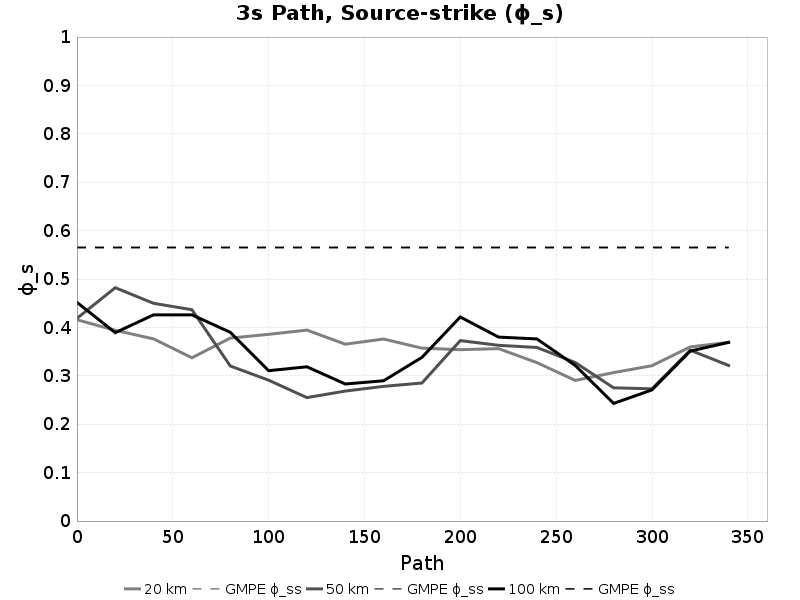 3s Path, Source-strike (ϕ_s)
1
0.9
0.8
0.7
0.6
0.5
0.4
0.3
0.2
0.1
0
ϕ_s
0 50 100 150 200 250 300 350
Path
20 km GMPE ϕ_ss 50 km GMPE ϕ_ss 100 km GMPE ϕ_ss